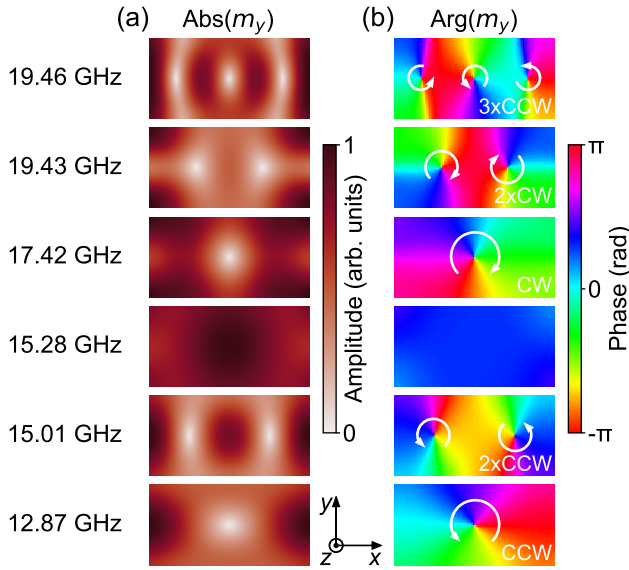 (a) Abs(m_y) (b) Arg(m_y)
19.46 GHz 3xCCW
19.43 GHz 2xCW
17.42 GHz CW
15.28 GHz
15.01 GHz 2xCCW
12.87 GHz CCW
1
Amplitude (arb. units)
0
π
Phase (rad)
0
-π
y
z x